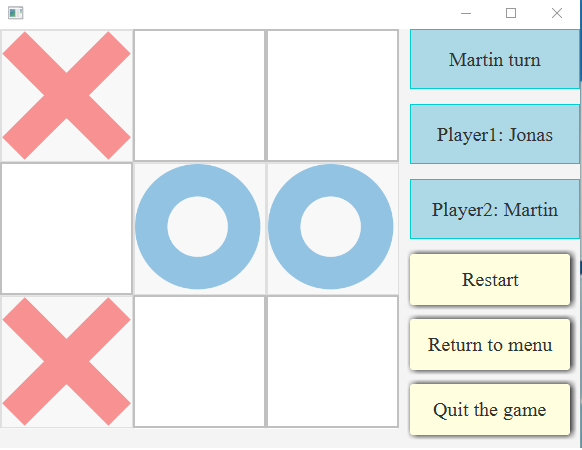 Martin turn
Player1: Jonas
Player2: Martin
Restart
Return to menu
Quit the game